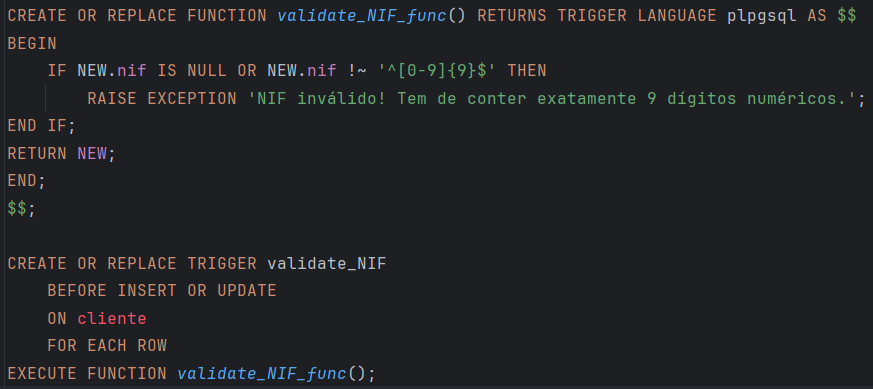 CREATE OR REPLACE FUNCTION validate_NIF_func() RETURNS TRIGGER LANGUAGE plpgsql AS $$
BEGIN
    IF NEW.nif IS NULL OR NEW.nif !~ '^[0-9]{9}$' THEN
        RAISE EXCEPTION 'NIF inválido! Tem de conter exatamente 9 dígitos numéricos.';
END IF;
RETURN NEW;
END;
$$;

CREATE OR REPLACE TRIGGER validate_NIF
    BEFORE INSERT OR UPDATE
    ON cliente
    FOR EACH ROW
EXECUTE FUNCTION validate_NIF_func();